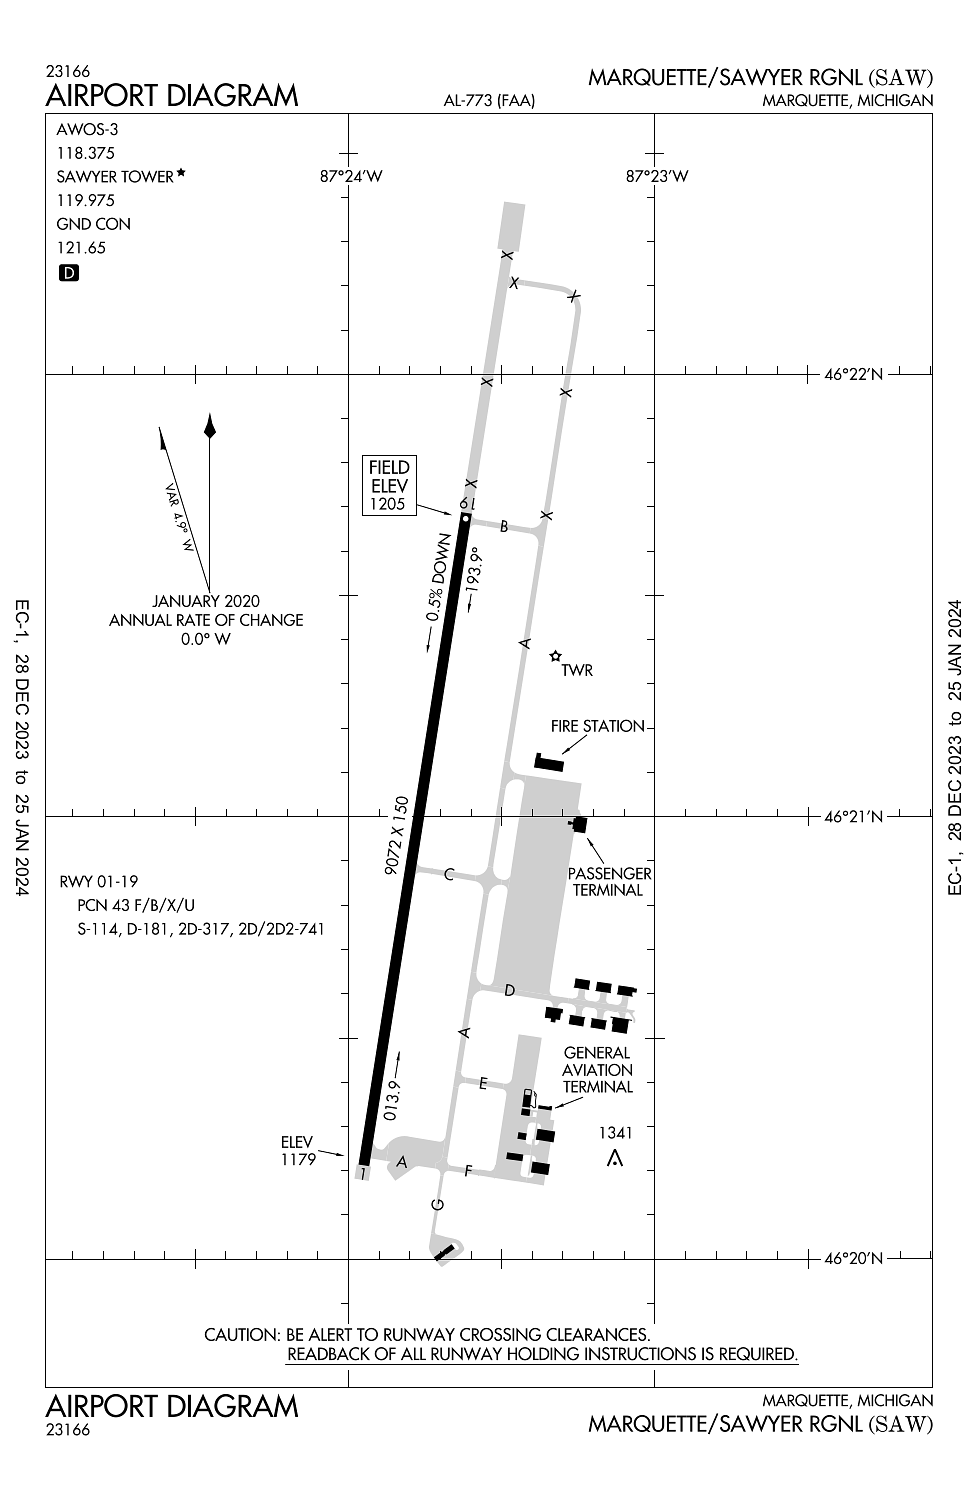 23166
AIRPORT DIAGRAM
AL-773 (FAA)
MARQUETTE/SAWYER RGNL (SAW)
MARQUETTE, MICHIGAN
AWOS-3
118.375
SAWYER TOWER★
119.975
GND CON
121.65
D
87°24'W
87°23'W
X
X
X
46°22'N
X
X
FIELD
ELEV
1205
X
19
X
B
VAR 4.9° W
0.5% DOWN
193.9°
JANUARY 2020
ANNUAL RATE OF CHANGE
0.0° W
A
TWR
FIRE STATION
9072 X 150
46°21'N
PASSENGER
TERMINAL
C
RWY 01-19
PCN 43 F/B/X/U
S-114, D-181, 2D-317, 2D/2D2-741
D
A
GENERAL
AVIATION
TERMINAL
E
013.9
1341
ELEV
1179
A
F
1
G
46°20'N
CAUTION: BE ALERT TO RUNWAY CROSSING CLEARANCES.
READBACK OF ALL RUNWAY HOLDING INSTRUCTIONS IS REQUIRED.
AIRPORT DIAGRAM
23166
MARQUETTE, MICHIGAN
MARQUETTE/SAWYER RGNL (SAW)
EC-1, 28 DEC 2023 to 25 JAN 2024
EC-1, 28 DEC 2023 to 25 JAN 2024